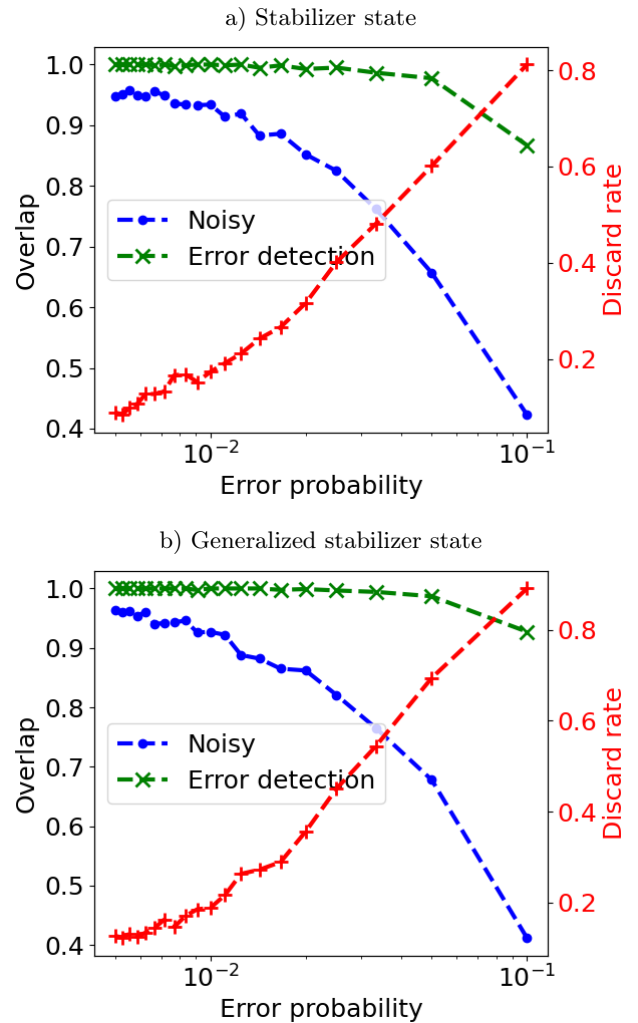 a) Stabilizer state
1.0
0.9
0.8
0.7
0.6
0.5
0.4
Overlap
Noisy
Error detection
0.8
0.6
0.4
0.2
Discard rate
10⁻²
10⁻¹
Error probability
b) Generalized stabilizer state
1.0
0.9
0.8
0.7
0.6
0.5
0.4
Overlap
Noisy
Error detection
0.8
0.6
0.4
0.2
Discard rate
10⁻²
10⁻¹
Error probability